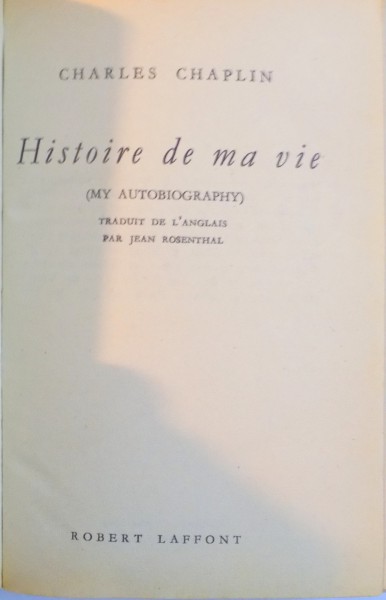 CHARLES CHAPLIN
Histoire de ma vie
(MY AUTOBIOGRAPHY)
TRADUIT DE L'ANGLAIS
PAR JEAN ROSENTHAL
ROBERT LAFFONT